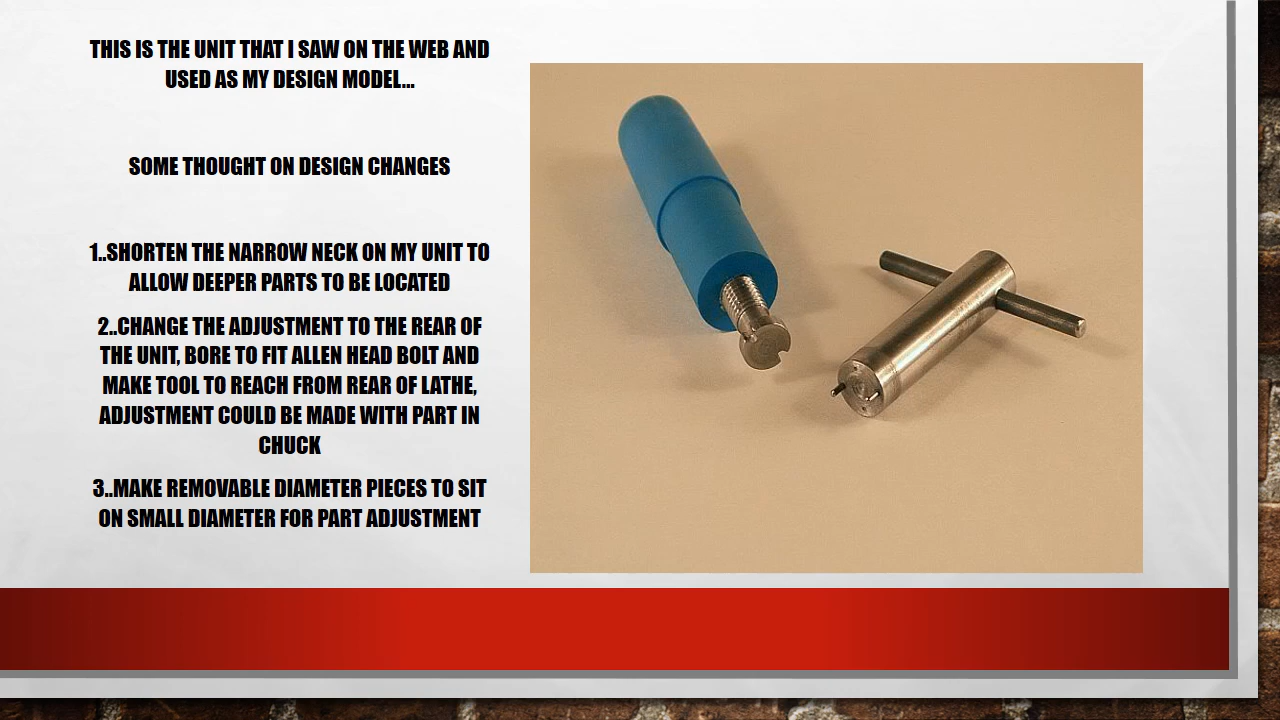 THIS IS THE UNIT THAT I SAW ON THE WEB AND
USED AS MY DESIGN MODEL...
SOME THOUGHT ON DESIGN CHANGES
1..SHORTEN THE NARROW NECK ON MY UNIT TO
ALLOW DEEPER PARTS TO BE LOCATED
2..CHANGE THE ADJUSTMENT TO THE REAR OF
THE UNIT, BORE TO FIT ALLEN HEAD BOLT AND
MAKE TOOL TO REACH FROM REAR OF LATHE,
ADJUSTMENT COULD BE MADE WITH PART IN
CHUCK
3..MAKE REMOVABLE DIAMETER PIECES TO SIT
ON SMALL DIAMETER FOR PART ADJUSTMENT